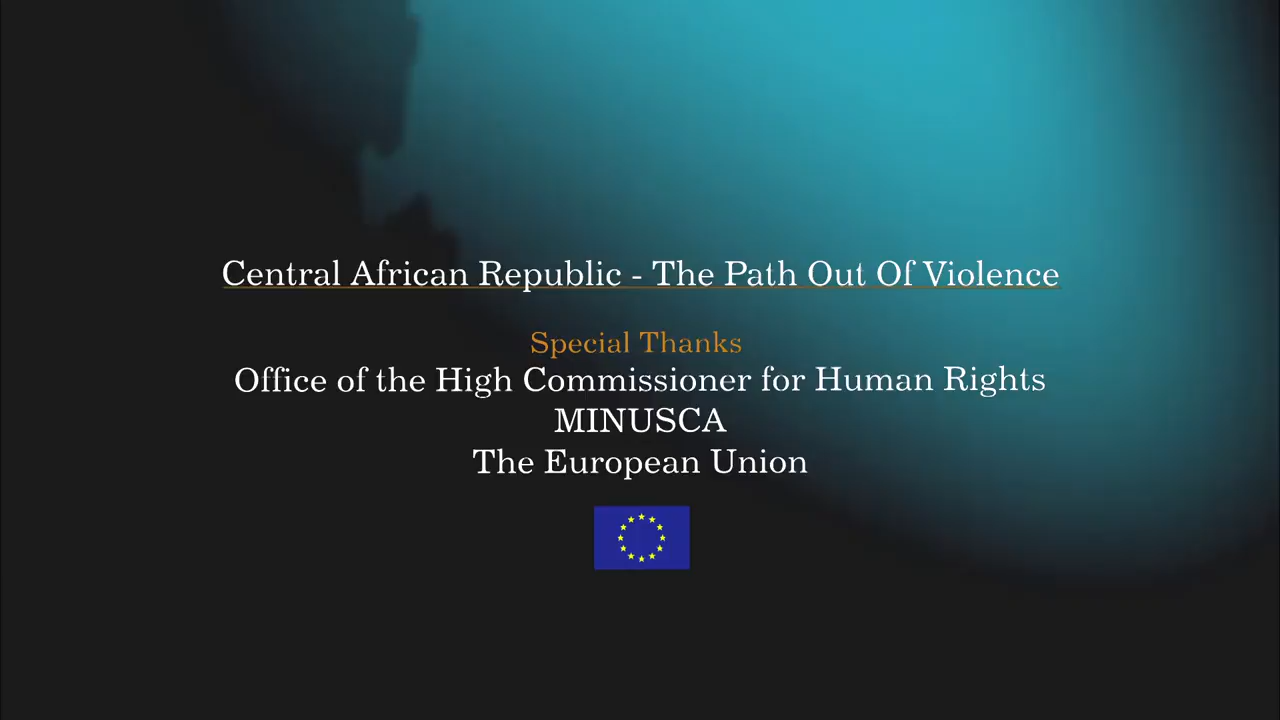 Central African Republic - The Path Out Of Violence
Special Thanks
Office of the High Commissioner for Human Rights
MINUSCA
The European Union